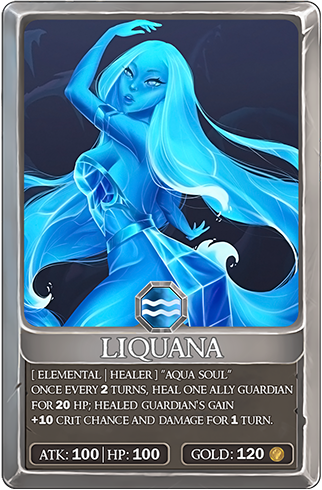 LIQUANA
[ ELEMENTAL | HEALER ] "AQUA SOUL"
ONCE EVERY 2 TURNS, HEAL ONE ALLY GUARDIAN
FOR 20 HP; HEALED GUARDIAN'S GAIN
+10 CRIT CHANCE AND DAMAGE FOR 1 TURN.
ATK: 100 | HP: 100 GOLD: 120